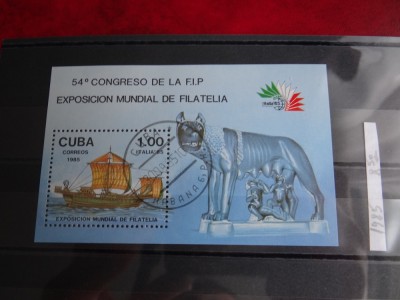 54º CONGRESO DE LA F.I.P
EXPOSICION MUNDIAL DE FILATELIA
CUBA 1.00
CORREOS ITALIA'85
1985
EXPOSICION MUNDIAL DE FILATELIA
HABANA
1985